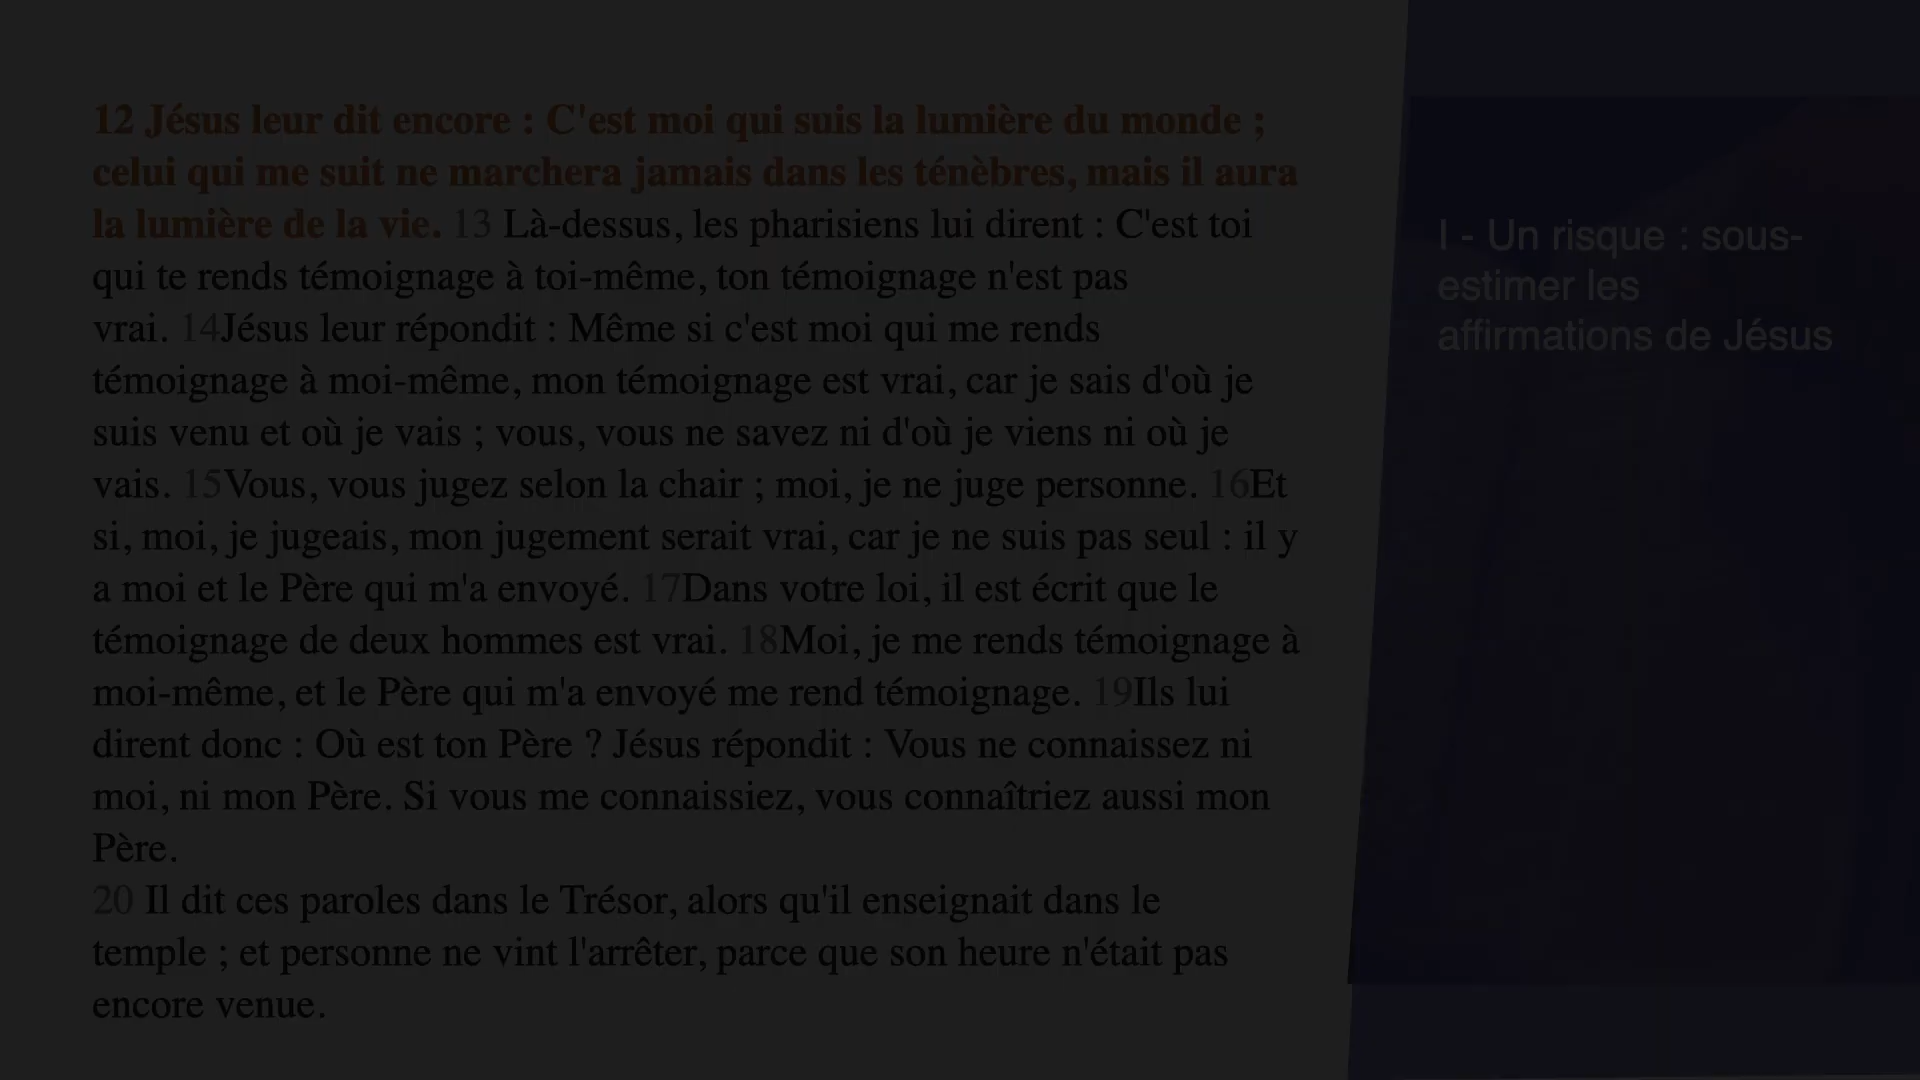 12 Jésus leur dit encore : C'est moi qui suis la lumière du monde ;
celui qui me suit ne marchera jamais dans les ténèbres, mais il aura
la lumière de la vie. 13 Là-dessus, les pharisiens lui dirent : C'est toi
qui te rends témoignage à toi-même, ton témoignage n'est pas
vrai. 14Jésus leur répondit : Même si c'est moi qui me rends
témoignage à moi-même, mon témoignage est vrai, car je sais d'où je
suis venu et où je vais ; vous, vous ne savez ni d'où je viens ni où je
vais. 15Vous, vous jugez selon la chair ; moi, je ne juge personne. 16Et
si, moi, je jugeais, mon jugement serait vrai, car je ne suis pas seul : il y
a moi et le Père qui m'a envoyé. 17Dans votre loi, il est écrit que le
témoignage de deux hommes est vrai. 18Moi, je me rends témoignage à
moi-même, et le Père qui m'a envoyé me rend témoignage. 19Ils lui
dirent donc : Où est ton Père ? Jésus répondit : Vous ne connaissez ni
moi, ni mon Père. Si vous me connaissiez, vous connaîtriez aussi mon
Père.
20 Il dit ces paroles dans le Trésor, alors qu'il enseignait dans le
temple ; et personne ne vint l'arrêter, parce que son heure n'était pas
encore venue.
I - Un risque : sous-
estimer les
affirmations de Jésus